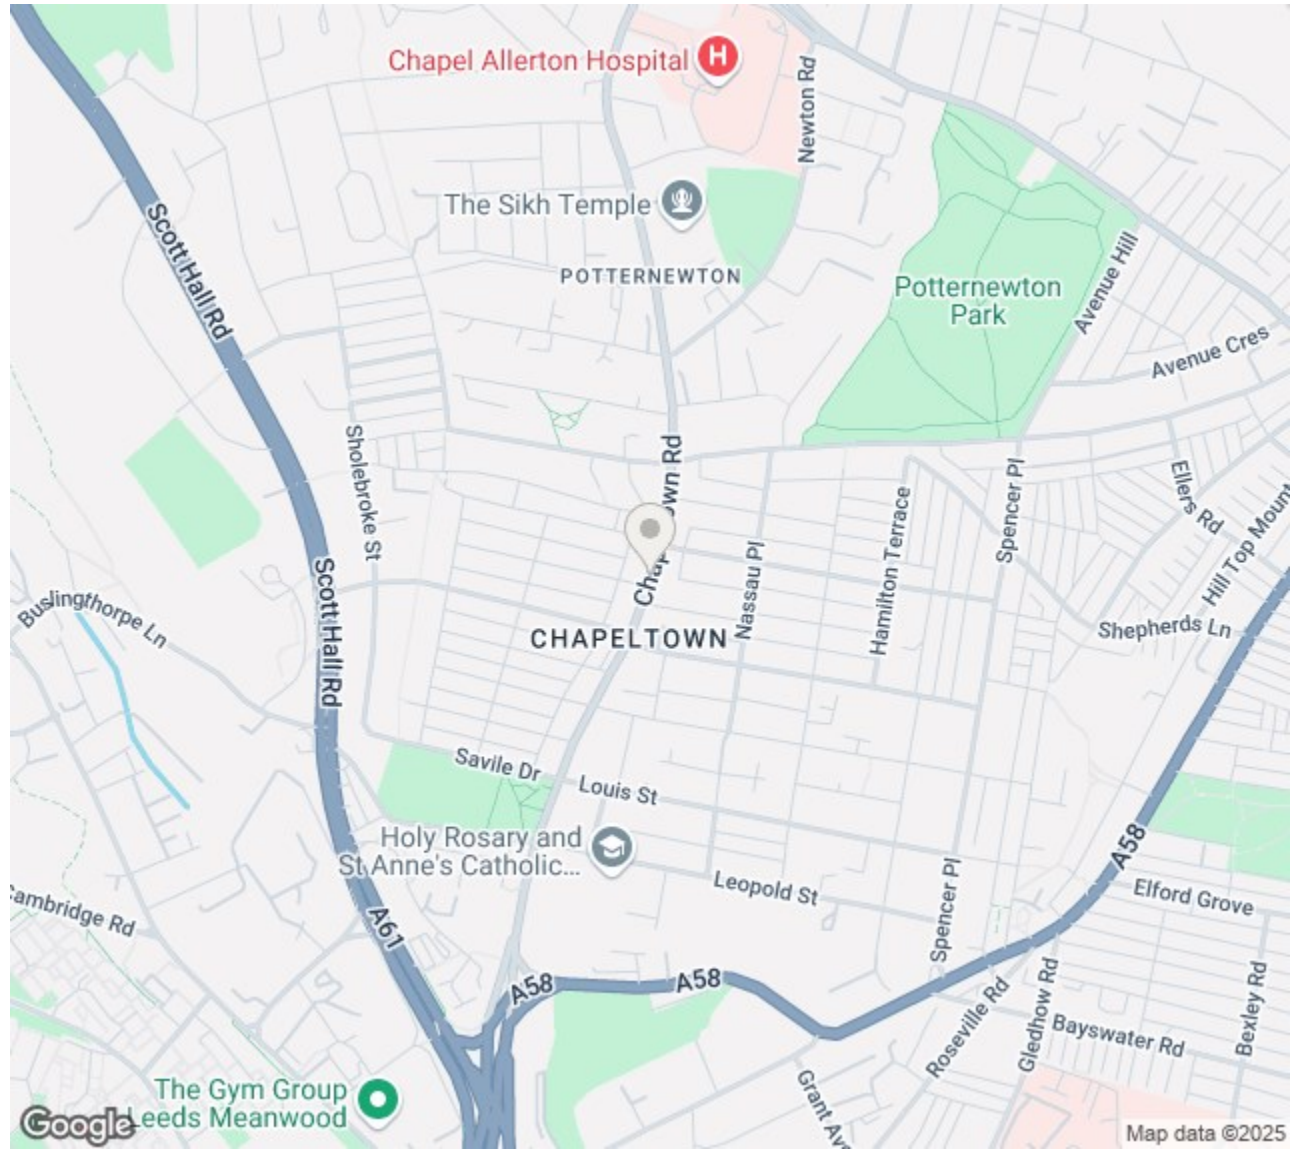 Chapel Allerton Hospital
H
Newton Rd
The Sikh Temple
Scott Hall Rd
POTTERNEWTON
Potternewton
Park
Avenue Hill
Avenue Cres
Chapeltown Rd
Sholebroke St
Spencer Pl
Ellers Rd
Hill Top Mount
Hamilton Terrace
Nassau Pl
Scott Hall Rd
Buslingthorpe Ln
CHAPELTOWN
Shepherds Ln
Savile Dr
Louis St
Holy Rosary and
St Anne's Catholic...
Leopold St
A58
Elford Grove
Spencer Pl
Cambridge Rd
A61
A58
A58
Roseville Rd
Gledhow Rd
Bayswater Rd
Bexley Rd
The Gym Group
Leeds Meanwood
Grant Av
Google
Map data ©2025